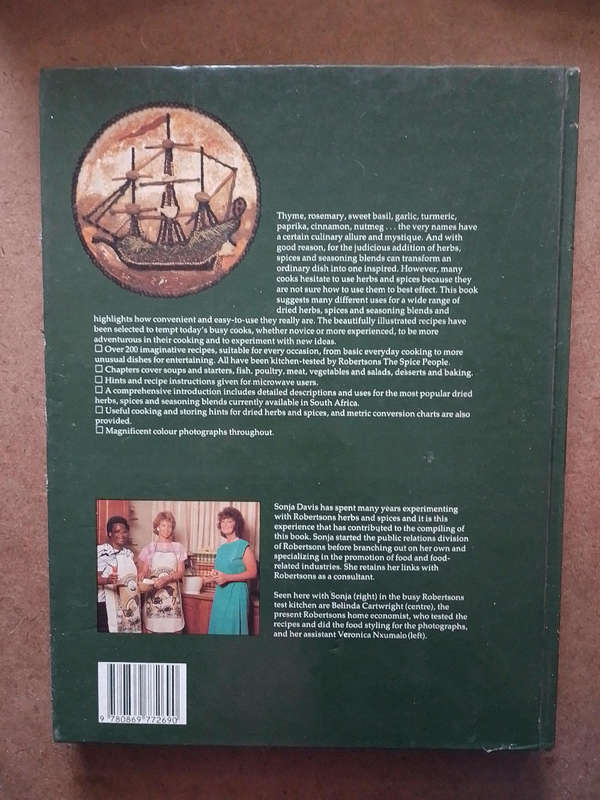 Thyme, rosemary, sweet basil, garlic, turmeric,
paprika, cinnamon, nutmeg . . . the very names have
a certain culinary allure and mystique. And with
good reason, for the judicious addition of herbs,
spices and seasoning blends can transform an
ordinary dish into one inspired. However, many
cooks hesitate to use herbs and spices because they
are not sure how to use them to best effect. This book
suggests many different uses for a wide range of
dried herbs, spices and seasoning blends and
highlights how convenient and easy-to-use they really are. The beautifully illustrated recipes have
been selected to tempt today's busy cooks, whether novice or more experienced, to be more
adventurous in their cooking and to experiment with new ideas.
☐ Over 200 imaginative recipes, suitable for every occasion, from basic everyday cooking to more
unusual dishes for entertaining. All have been kitchen-tested by Robertsons The Spice People.
☐ Chapters cover soups and starters, fish, poultry, meat, vegetables and salads, desserts and baking.
☐ Hints and recipe instructions given for microwave users.
☐ A comprehensive introduction includes detailed descriptions and uses for the most popular dried
herbs, spices and seasoning blends currently available in South Africa.
☐ Useful cooking and storing hints for dried herbs and spices, and metric conversion charts are also
provided.
☐ Magnificent colour photographs throughout.
Sonja Davis has spent many years experimenting
with Robertsons herbs and spices and it is this
experience that has contributed to the compiling of
this book. Sonja started the public relations division
of Robertsons before branching out on her own and
specializing in the promotion of food and food-
related industries. She retains her links with
Robertsons as a consultant.
Seen here with Sonja (right) in the busy Robertsons
test kitchen are Belinda Cartwright (centre), the
present Robertsons home economist, who tested the
recipes and did the food styling for the photographs,
and her assistant Veronica Nxumalo (left).
9 780869 772690